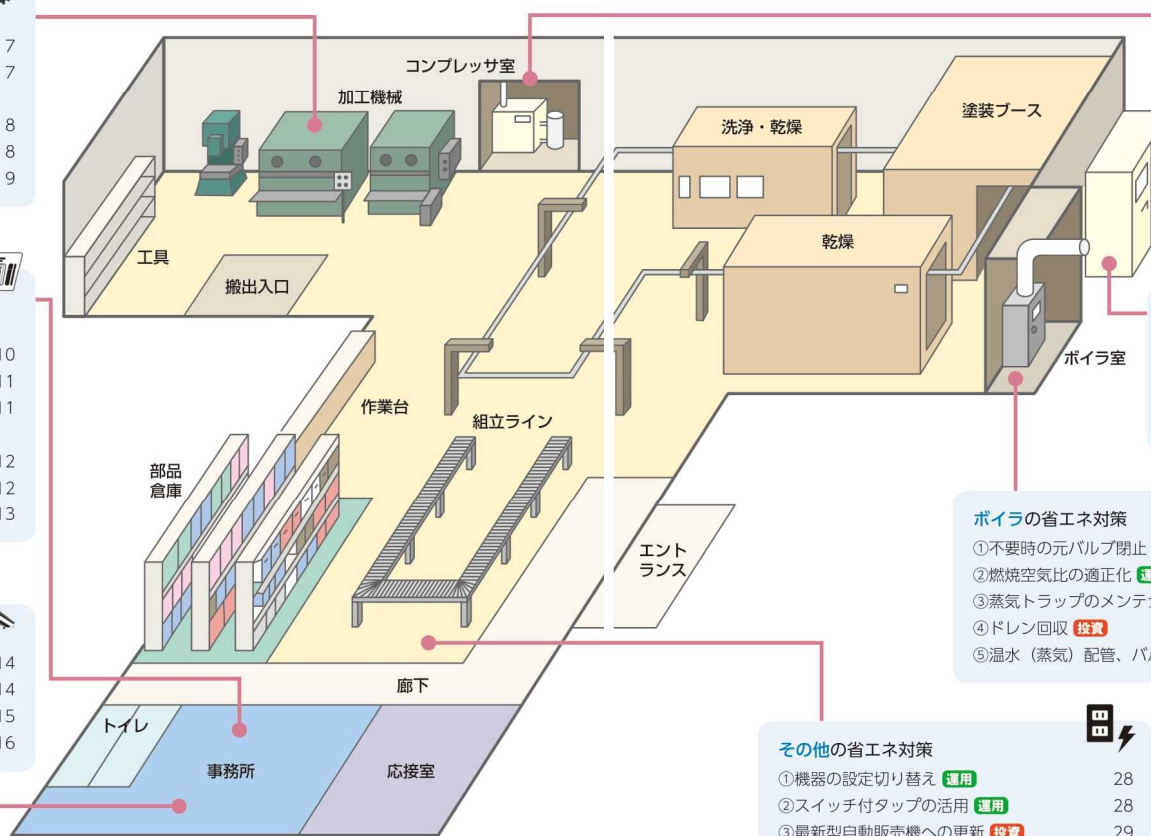 7
7
8
8
9
コンプレッサ室
加工機械
洗浄・乾燥
塗装ブース
工具
搬出入口
乾燥
ボイラ室
10
11
11
12
12
13
作業台
組立ライン
部品
倉庫
エント
ランス
ボイラの省エネ対策
①不要時の元バルブ閉止
②燃焼空気比の適正化
③蒸気トラップのメンテ
④ドレン回収 投資
⑤温水（蒸気）配管、バ
14
14
15
16
廊下
トイレ
事務所
応接室
その他の省エネ対策
①機器の設定切り替え 運用 28
②スイッチ付タップの活用 運用 28
③最新型自動販売機への更新 投資 29